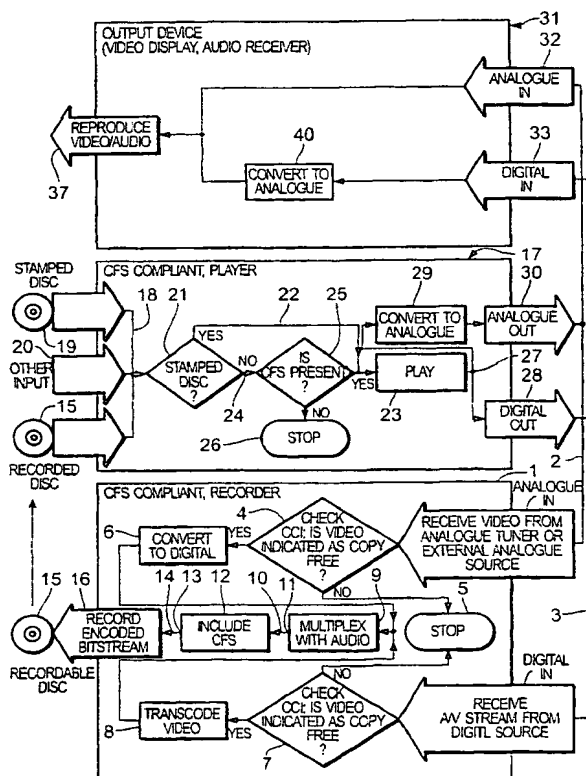 OUTPUT DEVICE
(VIDEO DISPLAY, AUDIO RECEIVER)
31
32
ANALOGUE
IN
33
REPRODUCE
VIDEO/AUDIO
37
40
CONVERT TO
ANALOGUE
DIGITAL
IN
STAMPED
DISC
CFS COMPLIANT, PLAYER
17
18
21
22
25
29
30
19
20
OTHER
INPUT
15
RECORDED
DISC
YES
STAMPED
DISC
?
NO
24
IS
CFS PRESENT
?
YES
NO
26
STOP
CONVERT TO
ANALOGUE
ANALOGUE
OUT
PLAY
23
27
28
DIGITAL
OUT
2
1
CFS COMPLIANT, RECORDER
ANALOGUE
IN
4
6
CONVERT
TO DIGITAL
YES
CHECK
CCI: IS VIDEO
INDICATED AS COPY
FREE
?
NO
RECEIVE VIDEO FROM
ANALOGUE TUNER OR
EXTERNAL ANALOGUE
SOURCE
15
16
14
13
12
10
11
9
5
RECORD
ENCODED
BITSTREAM
INCLUDE
CFS
MULTIPLEX
WITH AUDIO
STOP
3
RECORDABLE
DISC
NO
DIGITAL
IN
TRANSCODE
VIDEO
8
YES
CHECK
CCI: IS VIDEO
INDICATED AS CCPY
FREE
?
7
RECEIVE
A/V STREAM FROM
DIGITL SOURCE